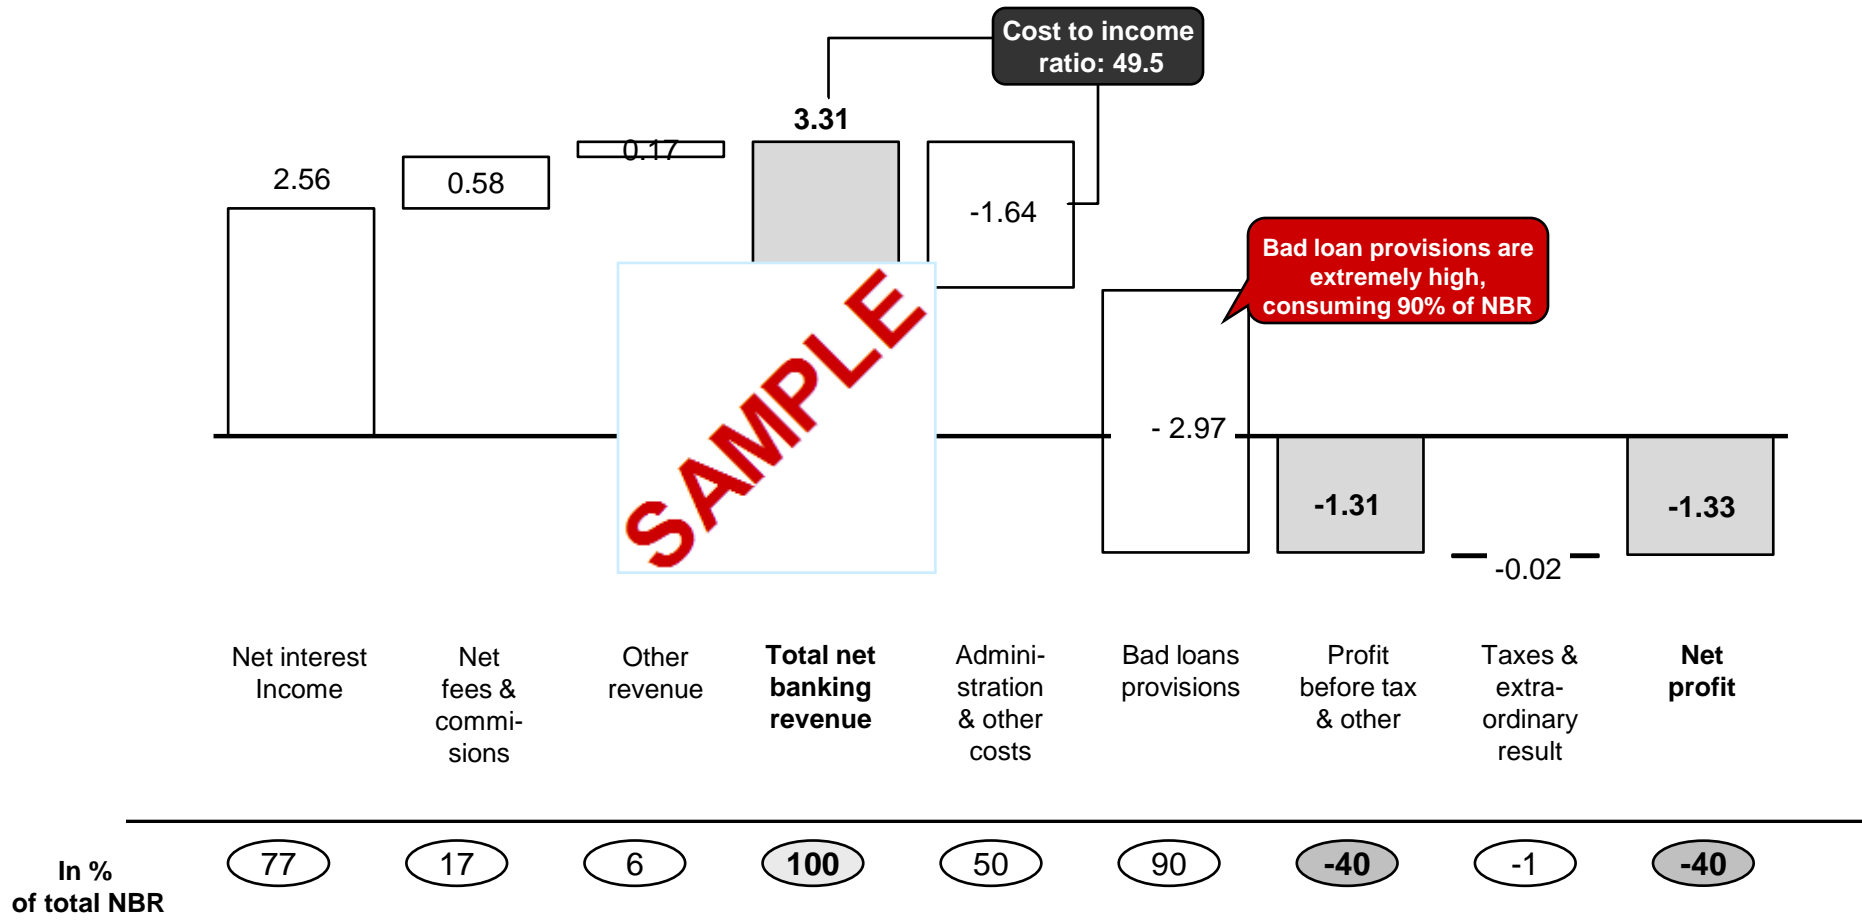 Cost to income
ratio: 49.5
3.31
0.17
2.56
0.58
-1.64
Bad loan provisions are
extremely high,
consuming 90% of NBR
SAMPLE
- 2.97
-1.31
-0.02
-1.33
Net interest
Income
Net
fees &
commi-
sions
Other
revenue
Total net
banking
revenue
Admini-
stration
& other
costs
Bad loans
provisions
Profit
before tax
& other
Taxes &
extra-
ordinary
result
Net
profit
In %
of total NBR
77
17
6
100
50
90
-40
-1
-40